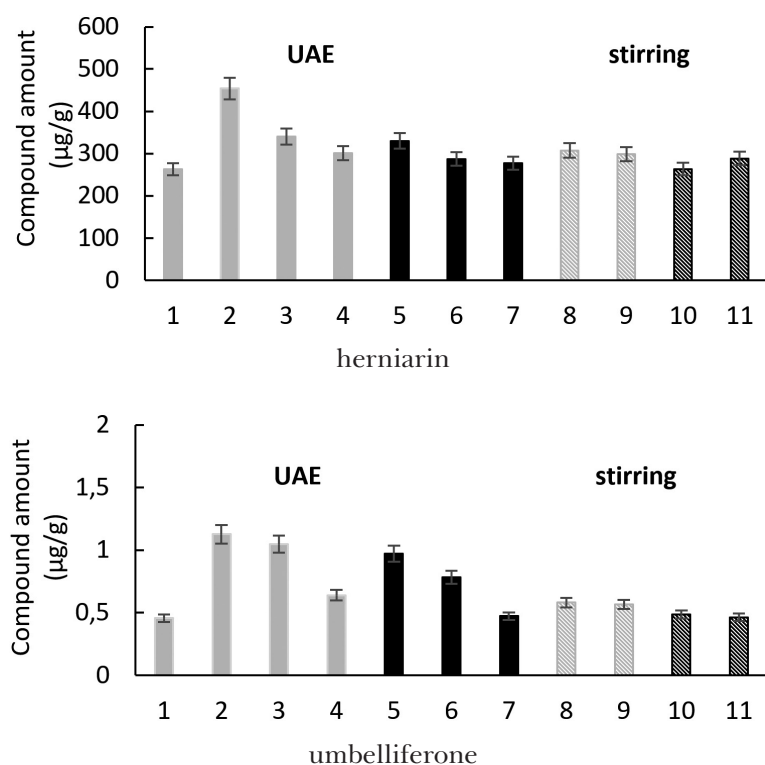 Compound amount
(µg/g)
600
500
400
300
200
100
0
UAE
stirring
1 2 3 4 5 6 7 8 9 10 11
herniarin
Compound amount
(µg/g)
2
1,5
1
0,5
0
UAE
stirring
1 2 3 4 5 6 7 8 9 10 11
umbelliferone